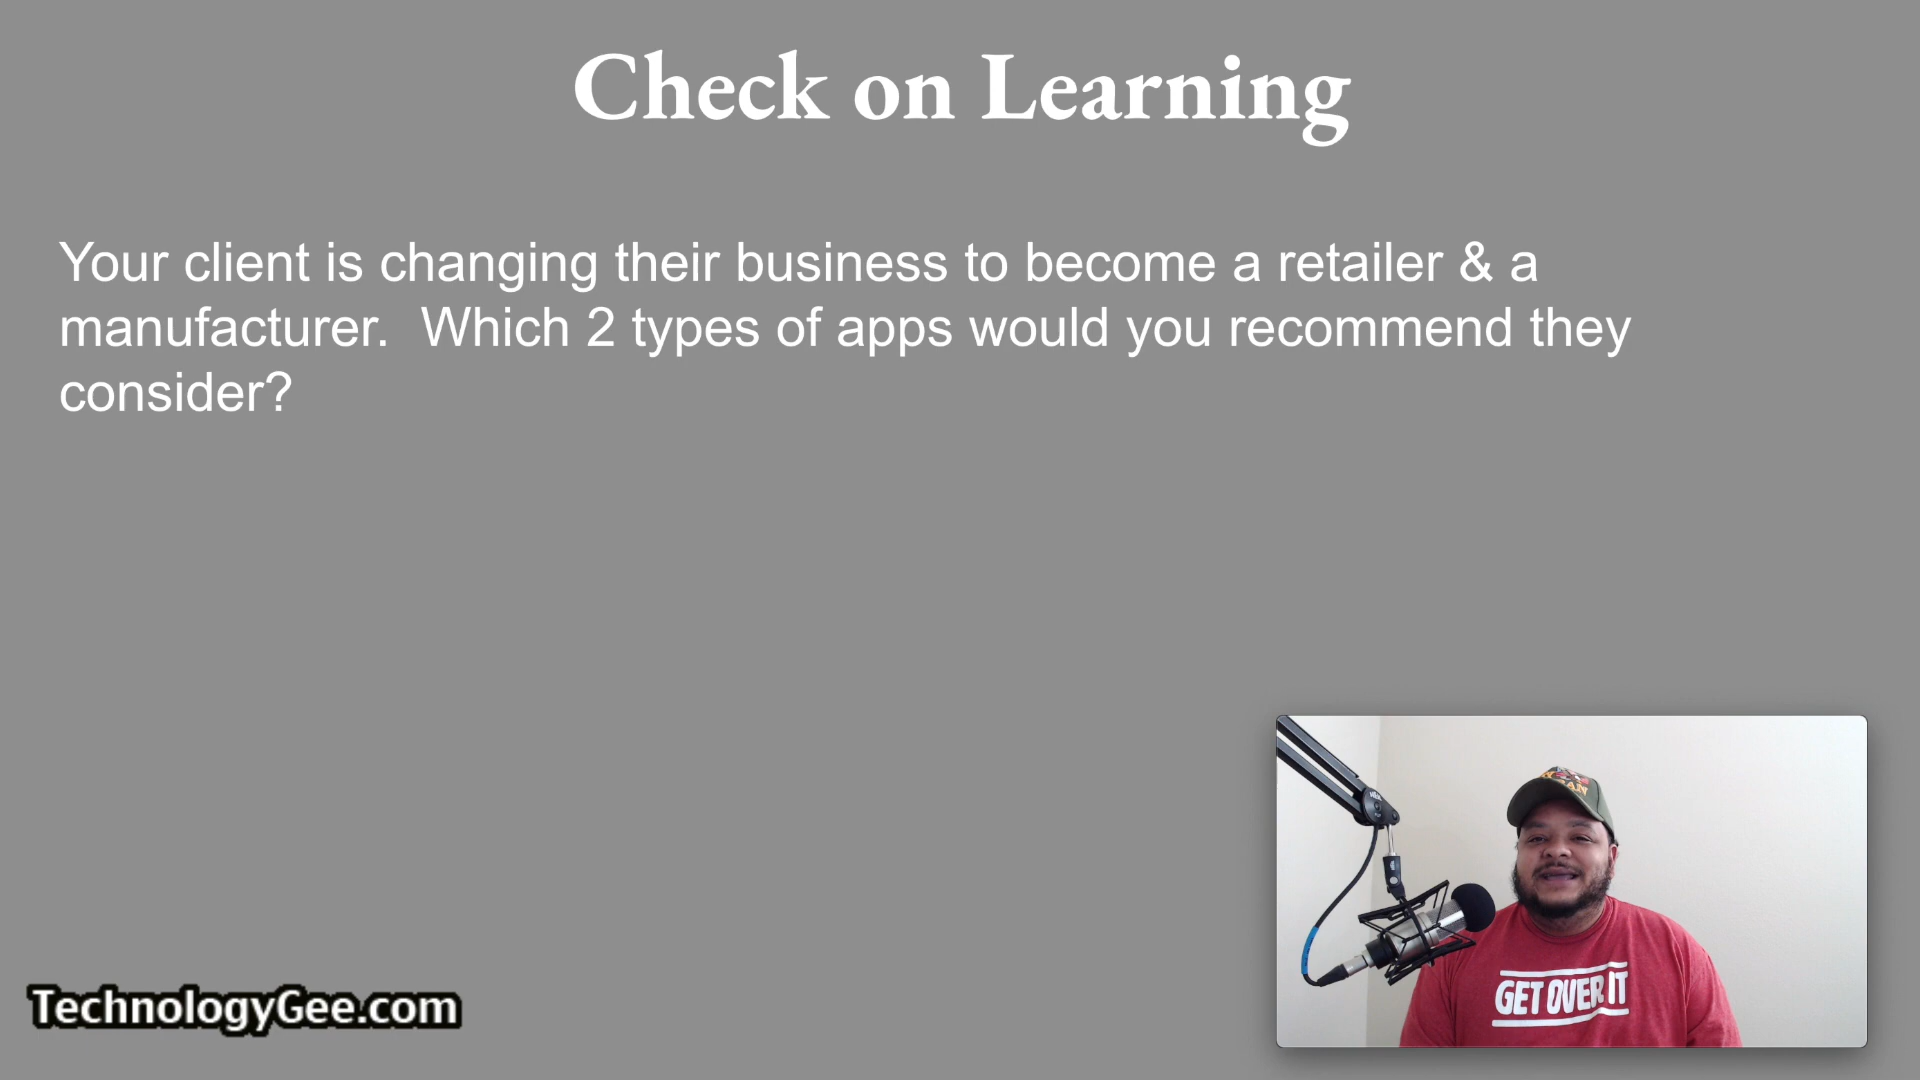 Check on Learning
Your client is changing their business to become a retailer & a
manufacturer.  Which 2 types of apps would you recommend they
consider?
GET OVER IT
TechnologyGee.com